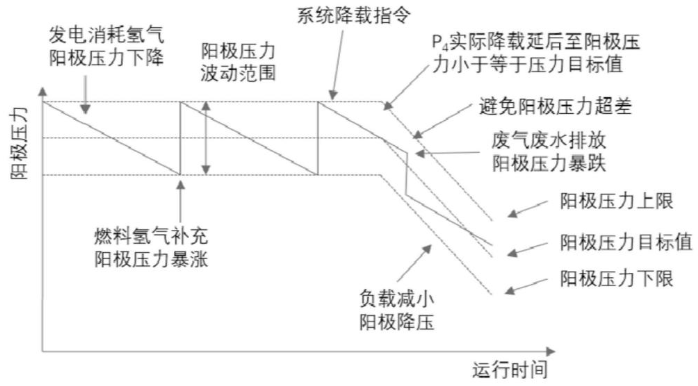 系统降载指令
发电消耗氢气
阳极压力下降
阳极压力
波动范围
P₄实际降载延后至阳极压
力小于等于压力目标值
避免阳极压力超差
废气废水排放
阳极压力暴跌
阳极压力
燃料氢气补充
阳极压力暴涨
阳极压力上限
阳极压力目标值
阳极压力下限
负载减小
阳极降压
运行时间